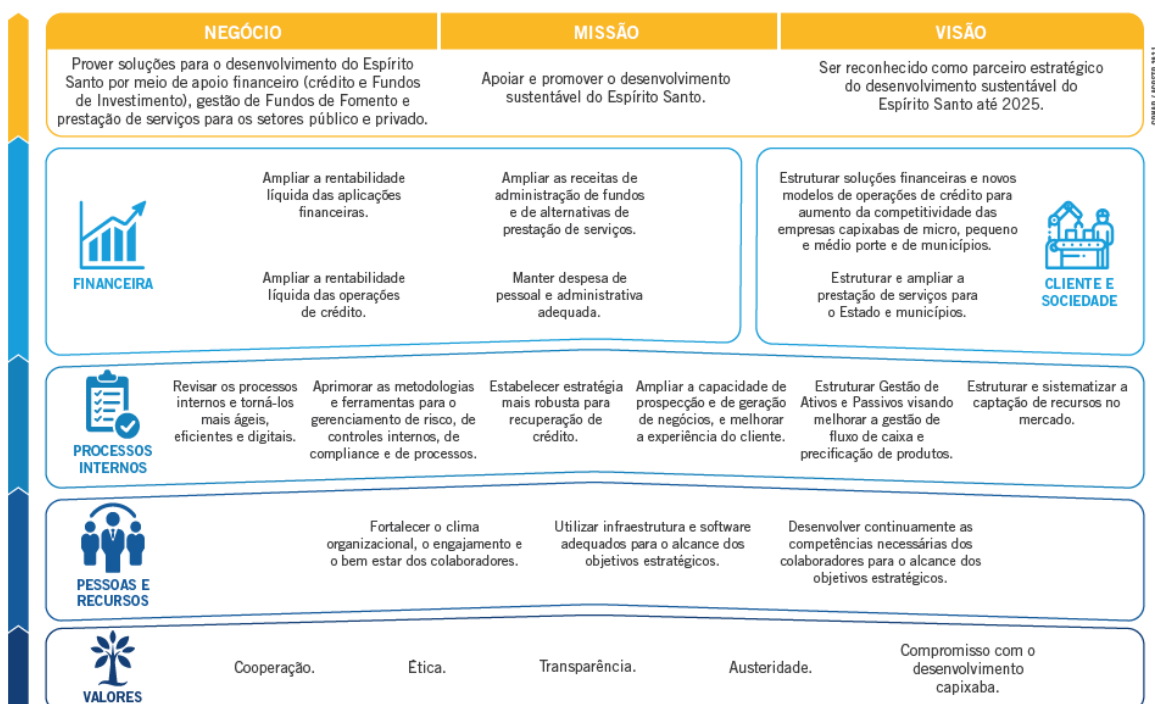 NEGÓCIO
MISSÃO
VISÃO
Prover soluções para o desenvolvimento do Espírito
Santo por meio de apoio financeiro (crédito e Fundos
de Investimento), gestão de Fundos de Fomento e
prestação de serviços para os setores público e privado.
Apoiar e promover o desenvolvimento
sustentável do Espírito Santo.
Ser reconhecido como parceiro estratégico
do desenvolvimento sustentável do
Espírito Santo até 2025.
FINANCEIRA
Ampliar a rentabilidade
líquida das aplicações
financeiras.
Ampliar as receitas de
administração de fundos
e de alternativas de
prestação de serviços.
Ampliar a rentabilidade
líquida das operações
de crédito.
Manter despesa de
pessoal e administrativa
adequada.
Estruturar soluções financeiras e novos
modelos de operações de crédito para
aumento da competitividade das
empresas capixabas de micro, pequeno
e médio porte e de municípios.
Estruturar e ampliar a
prestação de serviços para
o Estado e municípios.
CLIENTE E
SOCIEDADE
PROCESSOS
INTERNOS
Revisar os processos
internos e torná-los
mais ágeis,
eficientes e digitais.
Aprimorar as metodologias
e ferramentas para o
gerenciamento de risco, de
controles internos, de
compliance e de processos.
Estabelecer estratégia
mais robusta para
recuperação de
crédito.
Ampliar a capacidade de
prospecção e de geração
de negócios, e melhorar
a experiência do cliente.
Estruturar Gestão de
Ativos e Passivos visando
melhorar a gestão de
fluxo de caixa e
precificação de produtos.
Estruturar e sistematizar a
captação de recursos no
mercado.
PESSOAS E
RECURSOS
Fortalecer o clima
organizacional, o engajamento e
o bem estar dos colaboradores.
Utilizar infraestrutura e software
adequados para o alcance dos
objetivos estratégicos.
Desenvolver continuamente as
competências necessárias dos
colaboradores para o alcance dos
objetivos estratégicos.
VALORES
Cooperação.
Ética.
Transparência.
Austeridade.
Compromisso com o
desenvolvimento
capixaba.